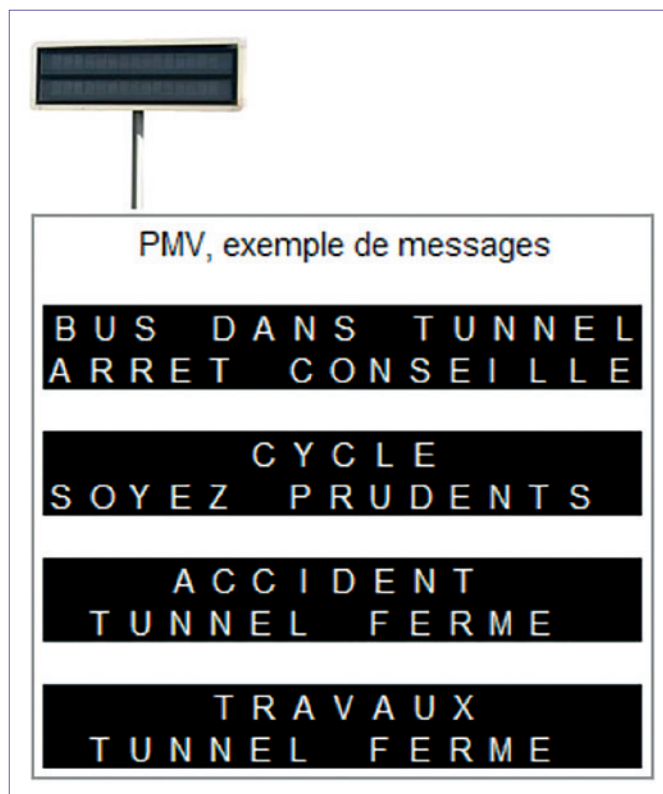 PMV, exemple de messages
BUS DANS TUNNEL
ARRET CONSEILLE
CYCLE
SOYEZ PRUDENTS
ACCIDENT
TUNNEL FERME
TRAVAUX
TUNNEL FERME